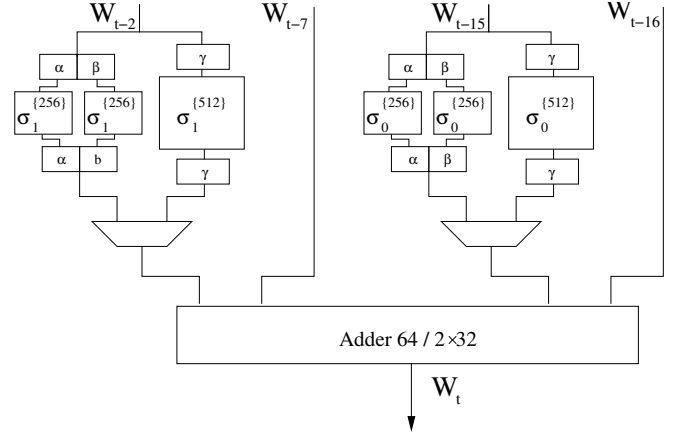 W_{t−2} W_{t−7} W_{t−15} W_{t−16}
γ γ
α β α β
σ_1^{{256}} σ_1^{{256}} σ_1^{{512}} σ_0^{{256}} σ_0^{{256}} σ_0^{{512}}
α b α β
γ γ
Adder 64 / 2×32
W_t